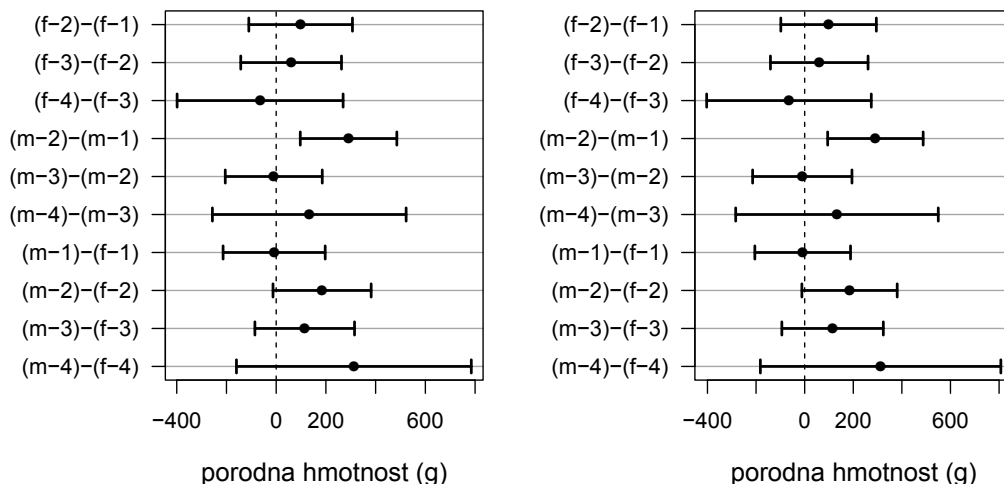 (f−2)−(f−1)
(f−3)−(f−2)
(f−4)−(f−3)
(m−2)−(m−1)
(m−3)−(m−2)
(m−4)−(m−3)
(m−1)−(f−1)
(m−2)−(f−2)
(m−3)−(f−3)
(m−4)−(f−4)
−400 0 200 600
porodna hmotnost (g)
(f−2)−(f−1)
(f−3)−(f−2)
(f−4)−(f−3)
(m−2)−(m−1)
(m−3)−(m−2)
(m−4)−(m−3)
(m−1)−(f−1)
(m−2)−(f−2)
(m−3)−(f−3)
(m−4)−(f−4)
−400 0 200 600
porodna hmotnost (g)